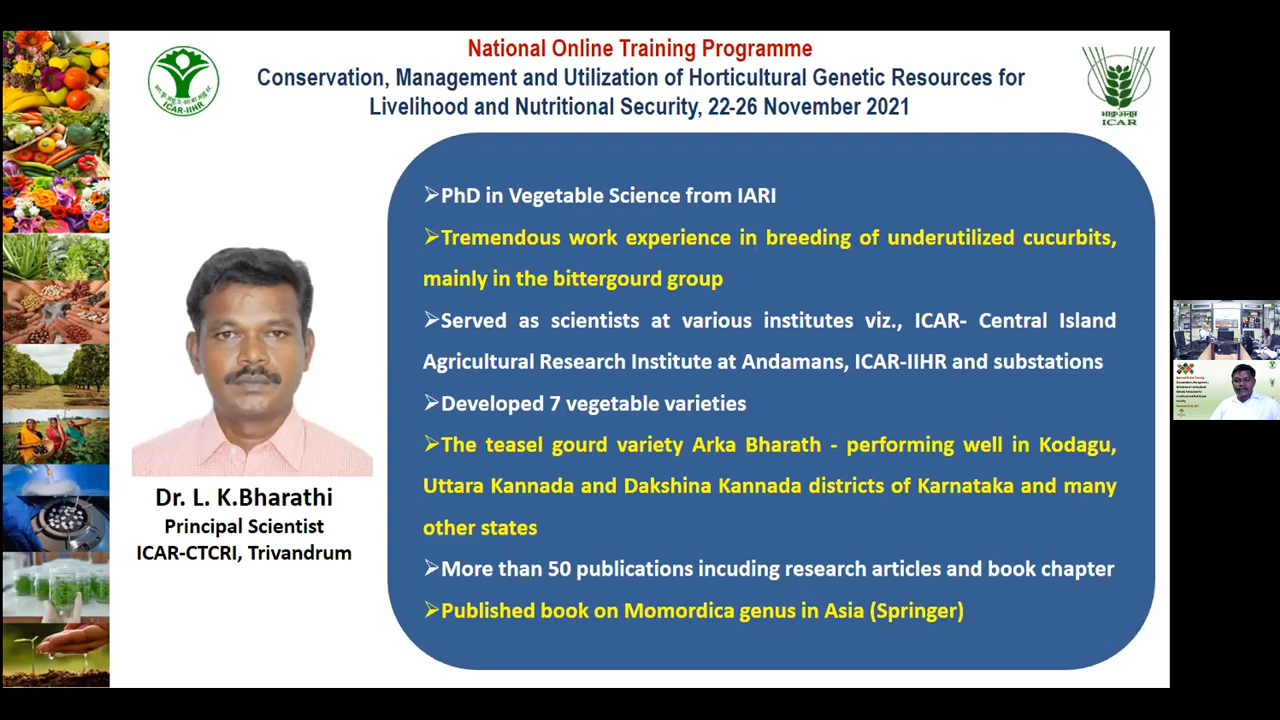 National Online Training Programme
Conservation, Management and Utilization of Horticultural Genetic Resources for
Livelihood and Nutritional Security, 22-26 November 2021
ICAR-IIHR
ICAR
➢PhD in Vegetable Science from IARI
➢Tremendous work experience in breeding of underutilized cucurbits,
mainly in the bittergourd group
➢Served as scientists at various institutes viz., ICAR- Central Island
Agricultural Research Institute at Andamans, ICAR-IIHR and substations
➢Developed 7 vegetable varieties
➢The teasel gourd variety Arka Bharath - performing well in Kodagu,
Uttara Kannada and Dakshina Kannada districts of Karnataka and many
other states
➢More than 50 publications incuding research articles and book chapter
➢Published book on Momordica genus in Asia (Springer)
Dr. L. K.Bharathi
Principal Scientist
ICAR-CTCRI, Trivandrum